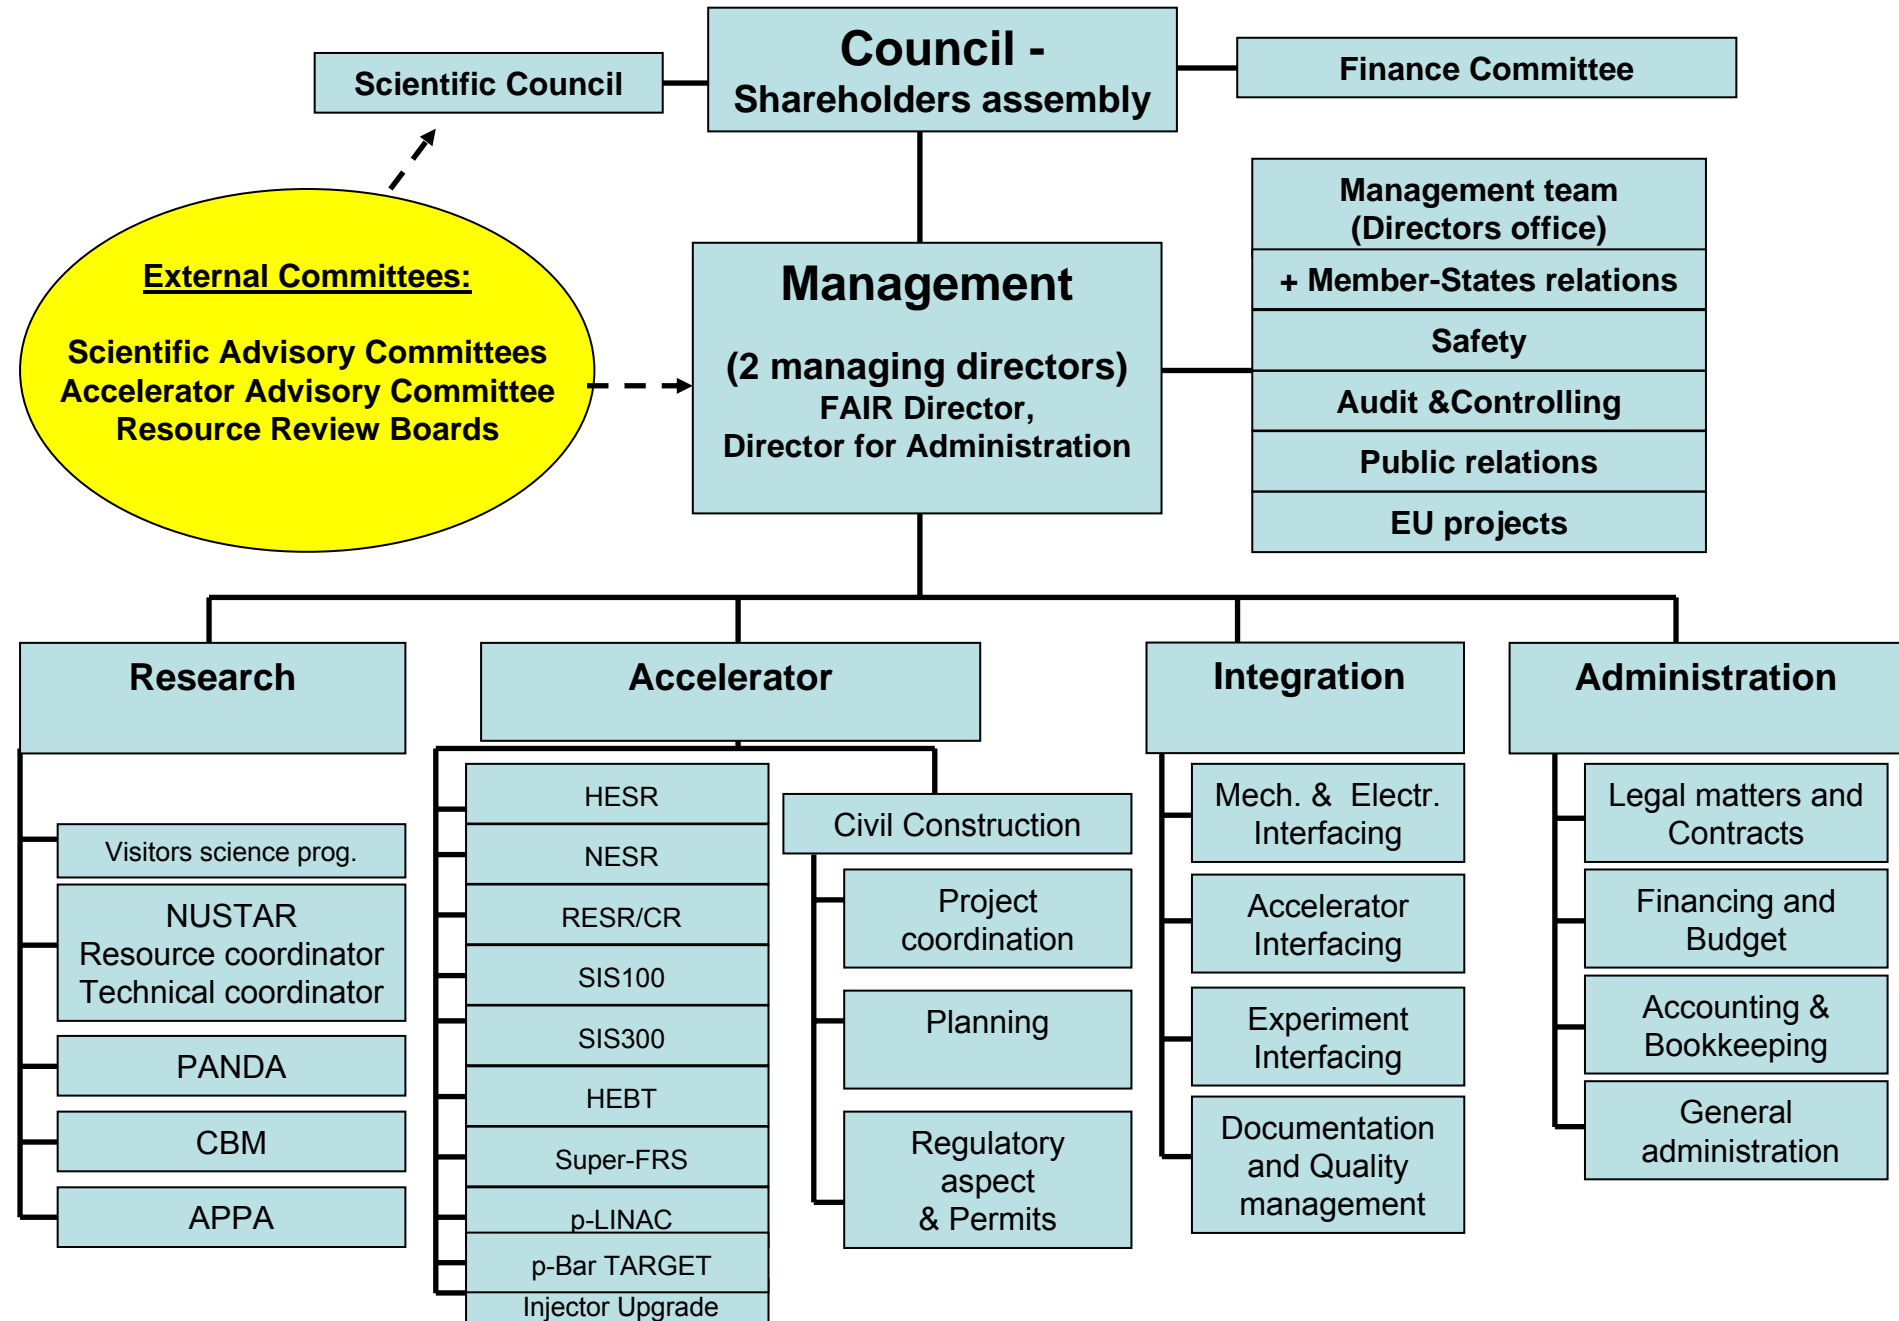 Council -
Shareholders assembly
Scientific Council
Finance Committee
External Committees:
Scientific Advisory Committees
Accelerator Advisory Committee
Resource Review Boards
Management
(2 managing directors)
FAIR Director,
Director for Administration
Management team
(Directors office)
+ Member-States relations
Safety
Audit &Controlling
Public relations
EU projects
Research
Visitors science prog.
NUSTAR
Resource coordinator
Technical coordinator
PANDA
CBM
APPA
Accelerator
HESR
NESR
RESR/CR
SIS100
SIS300
HEBT
Super-FRS
p-LINAC
p-Bar TARGET
Injector Upgrade
Civil Construction
Project
coordination
Planning
Regulatory
aspect
& Permits
Integration
Mech. & Electr.
Interfacing
Accelerator
Interfacing
Experiment
Interfacing
Documentation
and Quality
management
Administration
Legal matters and
Contracts
Financing and
Budget
Accounting &
Bookkeeping
General
administration